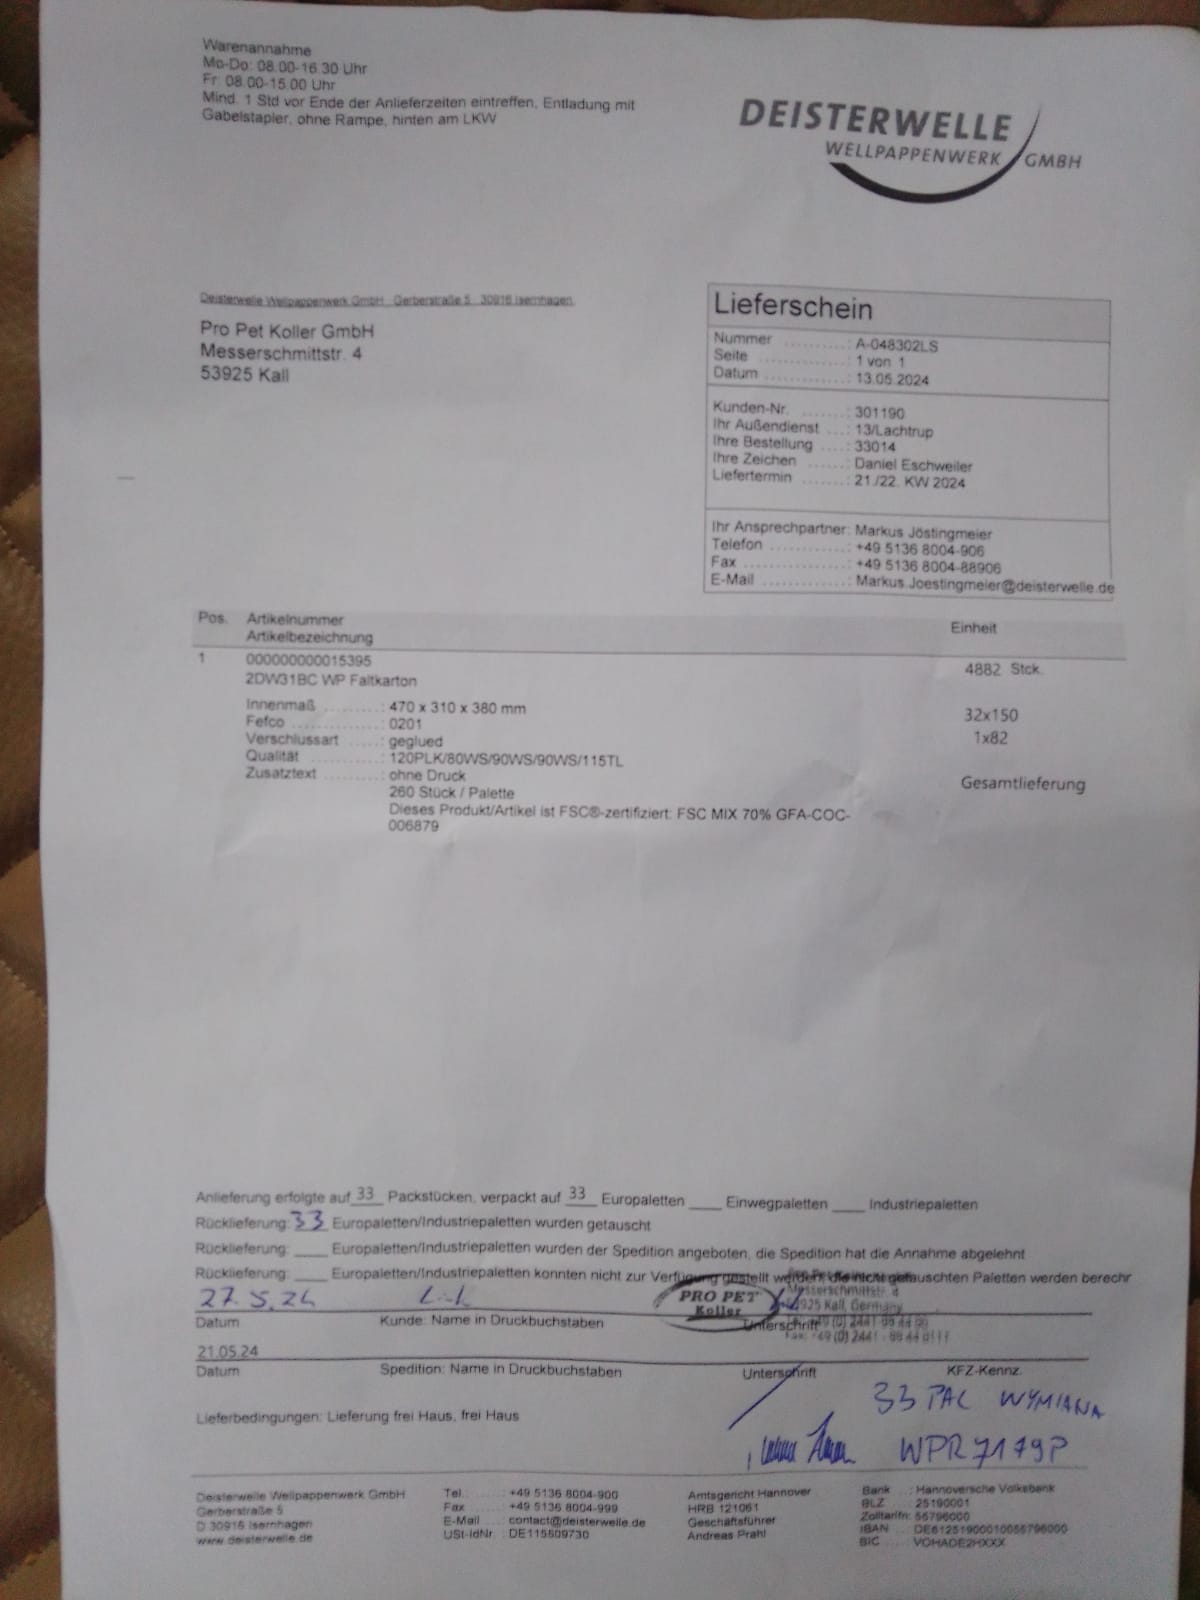 Warenannahme
Mo-Do: 08.00-16.30 Uhr
Fr: 08.00-15.00 Uhr
Mind. 1 Std vor Ende der Anlieferzeiten eintreffen, Entladung mit
Gabelstapler, ohne Rampe, hinten am LKW
DEISTERWELLE
WELLPAPPENWERK GMBH
Deisterwelle Wellpappenwerk GmbH Gerberstraße 5 30916 Isernhagen
Pro Pet Koller GmbH
Messerschmittstr. 4
53925 Kall
Lieferschein
Nummer : A-048302LS
Seite : 1 von 1
Datum : 13.05.2024
Kunden-Nr. : 301190
Ihr Außendienst : 13/Lachtrup
Ihre Bestellung : 33014
Ihre Zeichen : Daniel Eschweiler
Liefertermin : 21./22. KW 2024
Ihr Ansprechpartner: Markus Jöstingmeier
Telefon : +49 5136 8004-906
Fax : +49 5136 8004-88906
E-Mail : Markus.Joestingmeier@deisterwelle.de
Pos. Artikelnummer Einheit
Artikelbezeichnung
1 000000000015395 4882 Stck.
2DW31BC WP Faltkarton
Innenmaß : 470 x 310 x 380 mm 32x150
Fefco : 0201
Verschlussart : geglued 1x82
Qualität : 120PLK/80WS/90WS/90WS/115TL
Zusatztext : ohne Druck Gesamtlieferung
260 Stück / Palette
Dieses Produkt/Artikel ist FSC®-zertifiziert: FSC MIX 70% GFA-COC-
006879
Anlieferung erfolgte auf 33 Packstücken, verpackt auf 33 Europaletten ____ Einwegpaletten ____ Industriepaletten
Rücklieferung: 33 Europaletten/Industriepaletten wurden getauscht
Rücklieferung: ____ Europaletten/Industriepaletten wurden der Spedition angeboten, die Spedition hat die Annahme abgelehnt
Rücklieferung: ____ Europaletten/Industriepaletten konnten nicht zur Verfügung gestellt werden, die nicht getauschten Paletten werden berechr
27.5.24
PRO PET
Koller
Messerschmittstr. 4
53925 Kall, Germany
Datum Kunde: Name in Druckbuchstaben Unterschrift
21.05.24
Datum Spedition: Name in Druckbuchstaben Unterschrift KFZ-Kennz.
33 PAL WYMIANA
Lieferbedingungen: Lieferung frei Haus, frei Haus
WPR7179P
Deisterwelle Wellpappenwerk GmbH
Gerberstraße 5
D 30916 Isernhagen
www.deisterwelle.de
Tel. : +49 5136 8004-900
Fax : +49 5136 8004-999
E-Mail : contact@deisterwelle.de
USt-IdNr : DE115509730
Amtsgericht Hannover
HRB 121061
Geschäftsführer
Andreas Prahl
Bank : Hannoversche Volksbank
BLZ : 25190001
Zolltarifn: 55796000
IBAN : DE61251900010055796000
BIC : VOHADE2HXXX